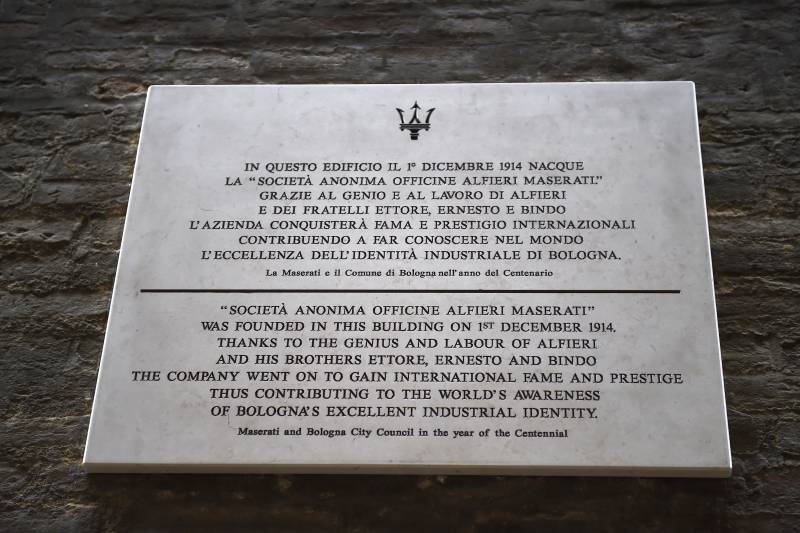 IN QUESTO EDIFICIO IL 1º DICEMBRE 1914 NACQUE
LA "SOCIETÀ ANONIMA OFFICINE ALFIERI MASERATI."
GRAZIE AL GENIO E AL LAVORO DI ALFIERI
E DEI FRATELLI ETTORE, ERNESTO E BINDO
L'AZIENDA CONQUISTERÀ FAMA E PRESTIGIO INTERNAZIONALI
CONTRIBUENDO A FAR CONOSCERE NEL MONDO
L'ECCELLENZA DELL'IDENTITÀ INDUSTRIALE DI BOLOGNA.
La Maserati e il Comune di Bologna nell'anno del Centenario
"SOCIETÀ ANONIMA OFFICINE ALFIERI MASERATI"
WAS FOUNDED IN THIS BUILDING ON 1ST DECEMBER 1914.
THANKS TO THE GENIUS AND LABOUR OF ALFIERI
AND HIS BROTHERS ETTORE, ERNESTO AND BINDO
THE COMPANY WENT ON TO GAIN INTERNATIONAL FAME AND PRESTIGE
THUS CONTRIBUTING TO THE WORLD'S AWARENESS
OF BOLOGNA'S EXCELLENT INDUSTRIAL IDENTITY.
Maserati and Bologna City Council in the year of the Centennial